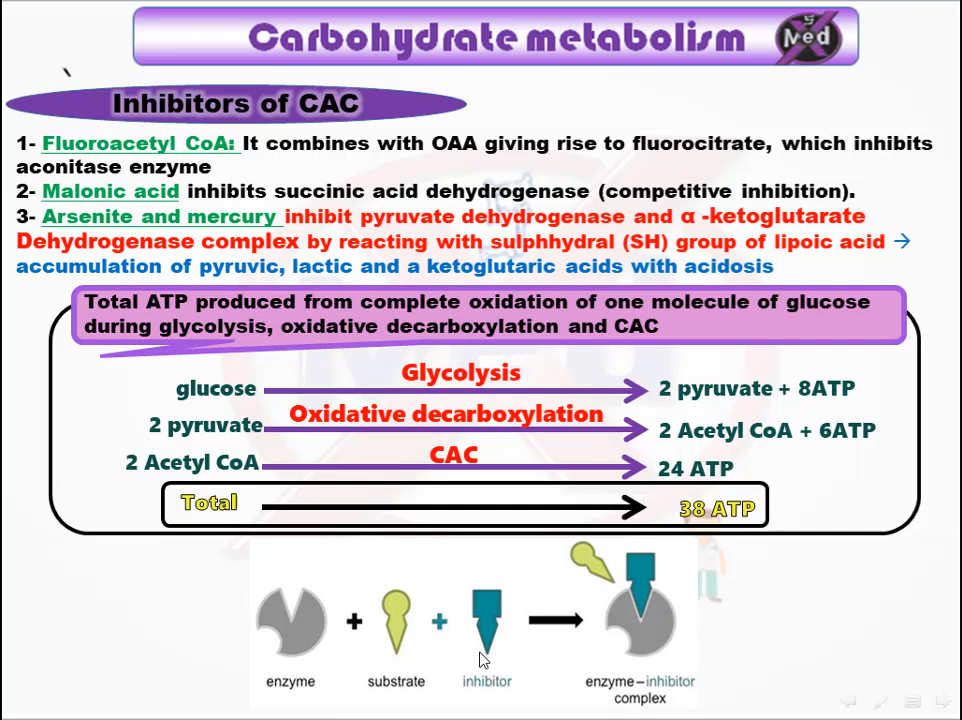 Carbohydrate metabolism
Med
Inhibitors of CAC
1- Fluoroacetyl CoA: It combines with OAA giving rise to fluorocitrate, which inhibits
aconitase enzyme
2- Malonic acid inhibits succinic acid dehydrogenase (competitive inhibition).
3- Arsenite and mercury inhibit pyruvate dehydrogenase and α -ketoglutarate
Dehydrogenase complex by reacting with sulphhydral (SH) group of lipoic acid →
accumulation of pyruvic, lactic and a ketoglutaric acids with acidosis
Total ATP produced from complete oxidation of one molecule of glucose
during glycolysis, oxidative decarboxylation and CAC
Glycolysis
glucose 2 pyruvate + 8ATP
Oxidative decarboxylation
2 pyruvate 2 Acetyl CoA + 6ATP
CAC
2 Acetyl CoA 24 ATP
Total 38 ATP
+ +
enzyme substrate inhibitor enzyme–inhibitor
complex